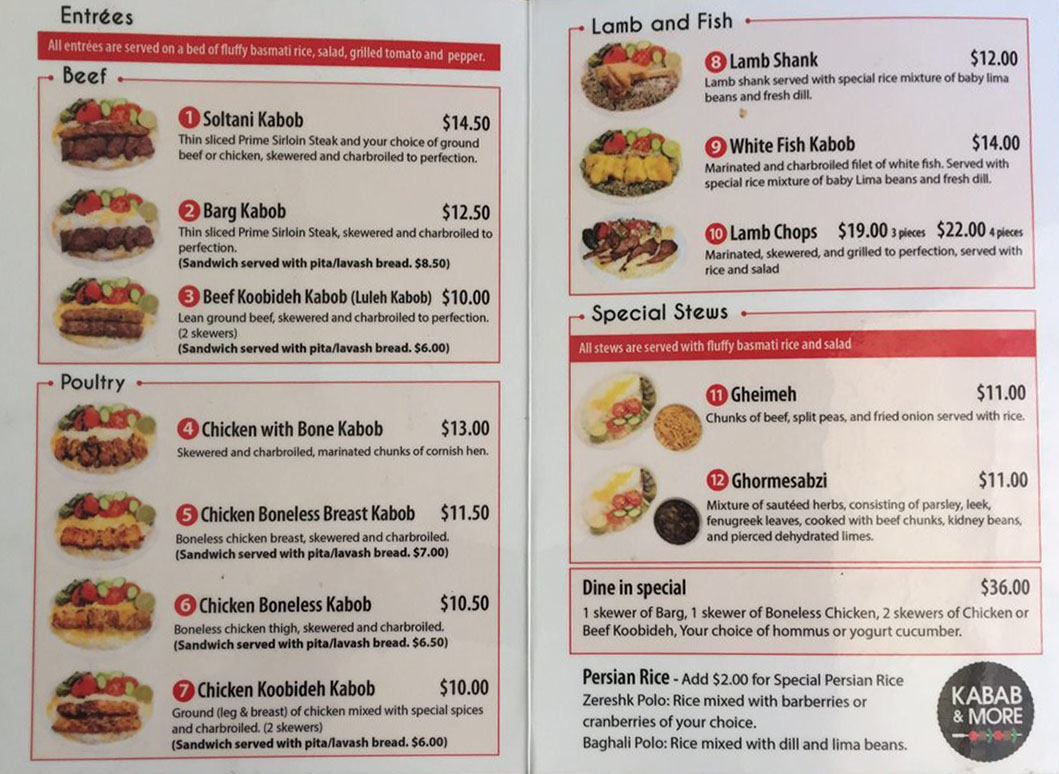 Entrées
All entrées are served on a bed of fluffy basmati rice, salad, grilled tomato and pepper.
Beef
1 Soltani Kabob $14.50
Thin sliced Prime Sirloin Steak and your choice of ground
beef or chicken, skewered and charbroiled to perfection.
2 Barg Kabob $12.50
Thin sliced Prime Sirloin Steak, skewered and charbroiled to
perfection.
(Sandwich served with pita/lavash bread. $8.50)
3 Beef Koobideh Kabob (Luleh Kabob) $10.00
Lean ground beef, skewered and charbroiled to perfection.
(2 skewers)
(Sandwich served with pita/lavash bread. $6.00)
Poultry
4 Chicken with Bone Kabob $13.00
Skewered and charbroiled, marinated chunks of cornish hen.
5 Chicken Boneless Breast Kabob $11.50
Boneless chicken breast, skewered and charbroiled.
(Sandwich served with pita/lavash bread. $7.00)
6 Chicken Boneless Kabob $10.50
Boneless chicken thigh, skewered and charbroiled.
(Sandwich served with pita/lavash bread. $6.50)
7 Chicken Koobideh Kabob $10.00
Ground (leg & breast) of chicken mixed with special spices
and charbroiled. (2 skewers)
(Sandwich served with pita/lavash bread. $6.00)
Lamb and Fish
8 Lamb Shank $12.00
Lamb shank served with special rice mixture of baby lima
beans and fresh dill.
9 White Fish Kabob $14.00
Marinated and charbroiled filet of white fish. Served with
special rice mixture of baby Lima beans and fresh dill.
10 Lamb Chops $19.00 3 pieces $22.00 4 pieces
Marinated, skewered, and grilled to perfection, served with
rice and salad
Special Stews
All stews are served with fluffy basmati rice and salad
11 Gheimeh $11.00
Chunks of beef, split peas, and fried onion served with rice.
12 Ghormesabzi $11.00
Mixture of sautéed herbs, consisting of parsley, leek,
fenugreek leaves, cooked with beef chunks, kidney beans,
and pierced dehydrated limes.
Dine in special $36.00
1 skewer of Barg, 1 skewer of Boneless Chicken, 2 skewers of Chicken or
Beef Koobideh, Your choice of hommus or yogurt cucumber.
Persian Rice - Add $2.00 for Special Persian Rice
Zereshk Polo: Rice mixed with barberries or
cranberries of your choice.
Baghali Polo: Rice mixed with dill and lima beans.
KABAB
& MORE